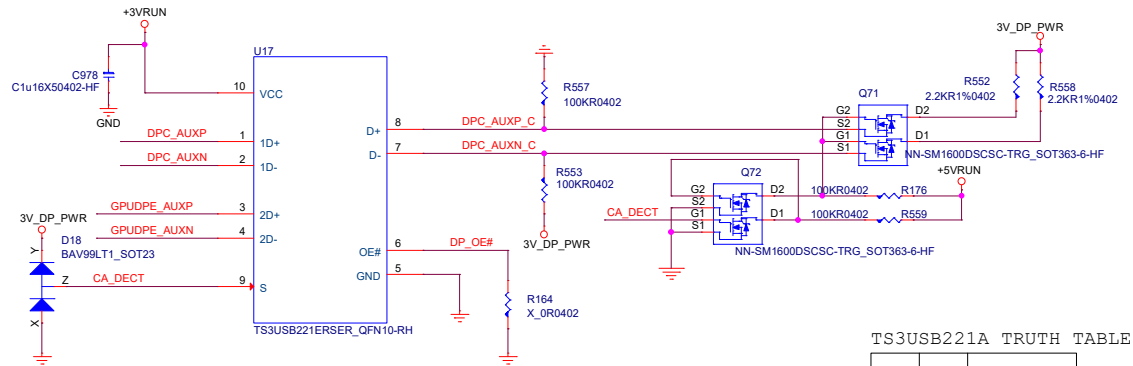 +3VRUN
C978
C1u16X50402-HF
GND
U17
10
VCC
DPC_AUXP
1
1D+
DPC_AUXN
2
1D-
GPUDPE_AUXP
3
2D+
GPUDPE_AUXN
4
2D-
3V_DP_PWR
D18
BAV99LT1_SOT23
Y
Z
X
CA_DECT
9
S
D+
8
DPC_AUXP_C
D-
7
DPC_AUXN_C
OE#
6
DP_OE#
GND
5
TS3USB221ERSER_QFN10-RH
R164
X_0R0402
R557
100KR0402
R553
100KR0402
3V_DP_PWR
3V_DP_PWR
R552
2.2KR1%0402
R558
2.2KR1%0402
Q71
G2
S2
G1
S1
D2
D1
NN-SM1600DSCSC-TRG_SOT363-6-HF
+5VRUN
Q72
G2
S2
CA_DECT
G1
S1
D2
D1
100KR0402
R176
100KR0402
R559
NN-SM1600DSCSC-TRG_SOT363-6-HF
TS3USB221A TRUTH TABLE